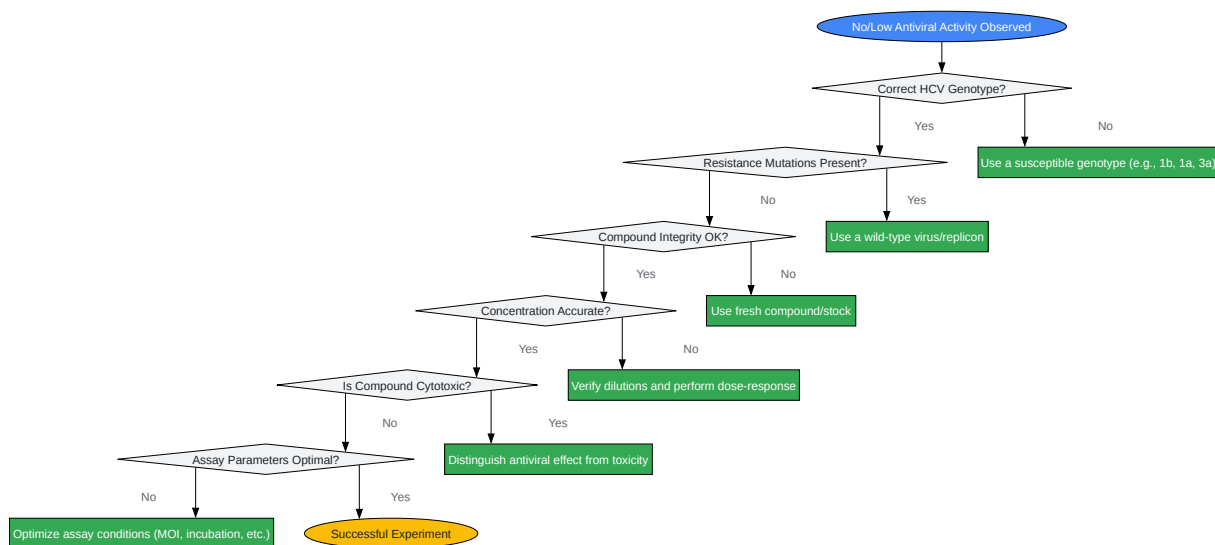 No/Low Antiviral Activity Observed
Correct HCV Genotype?
Yes
No
Resistance Mutations Present?
Use a susceptible genotype (e.g., 1b, 1a, 3a)
No
Yes
Compound Integrity OK?
Use a wild-type virus/replicon
Yes
No
Concentration Accurate?
Use fresh compound/stock
Yes
No
Is Compound Cytotoxic?
Verify dilutions and perform dose-response
No
Yes
Assay Parameters Optimal?
Distinguish antiviral effect from toxicity
No
Yes
Optimize assay conditions (MOI, incubation, etc.)
Successful Experiment